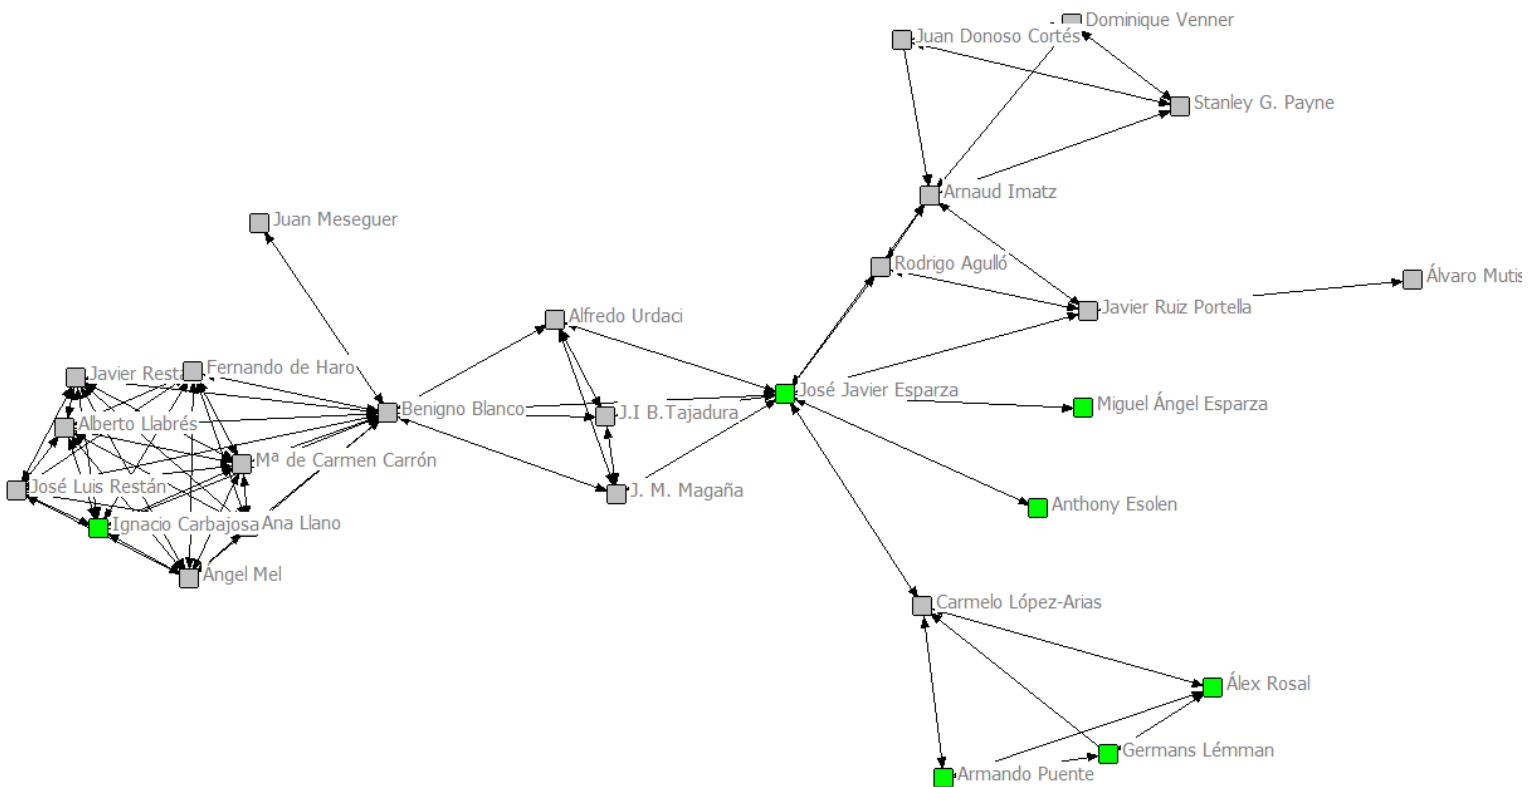 Dominique Venner
Juan Donoso Cortés
Stanley G. Payne
Arnaud Imatz
Juan Meseguer
Rodrigo Agulló
Álvaro Mutis
Javier Ruiz Portella
Alfredo Urdaci
Javier Resta
Fernando de Haro
José Javier Esparza
Benigno Blanco
Miguel Ángel Esparza
J.I B.Tajadura
Alberto Llabrés
Mª de Carmen Carrón
José Luis Restán
J. M. Magaña
Anthony Esolen
Ignacio Carbajosa
Ana Llano
Ángel Mel
Carmelo López-Arias
Álex Rosal
Germans Lémman
Armando Puente